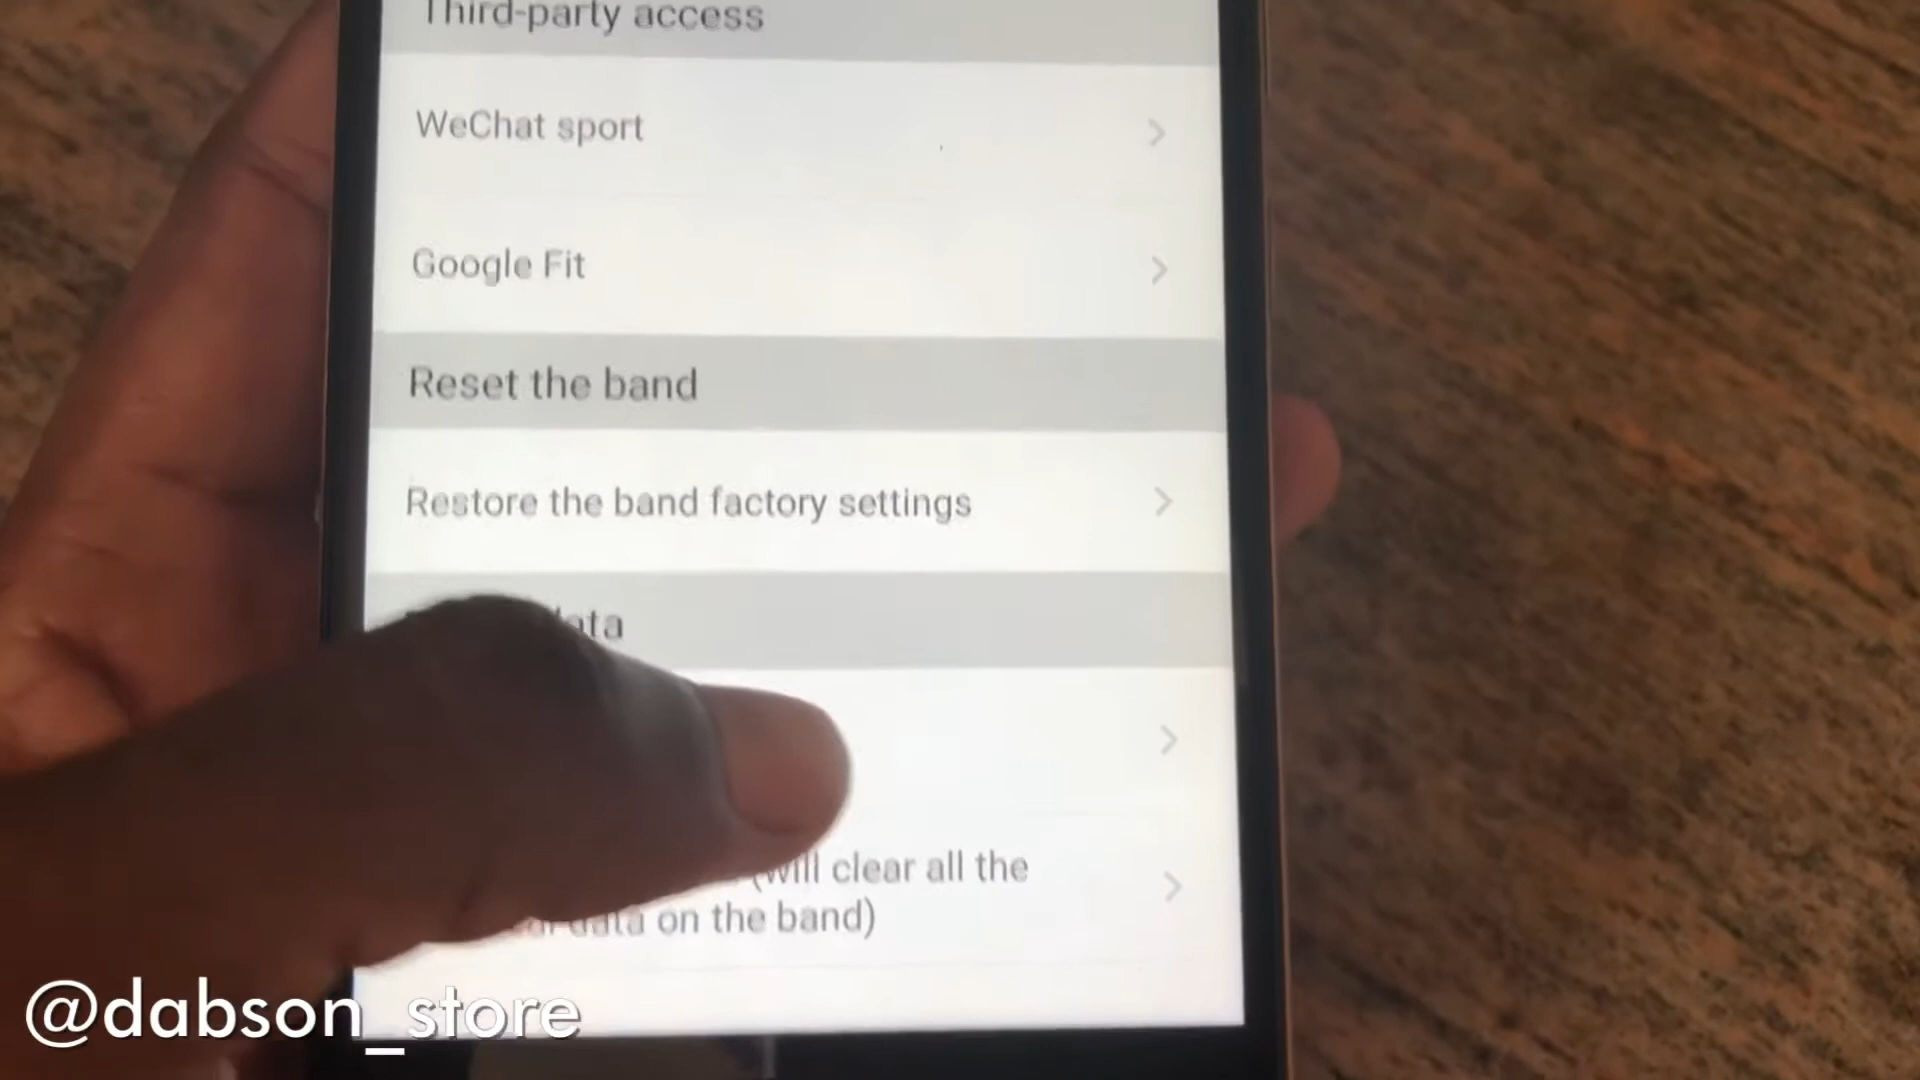 Third-party access
WeChat sport
Google Fit
Reset the band
Restore the band factory settings
(will clear all the
data on the band)
@dabson_store